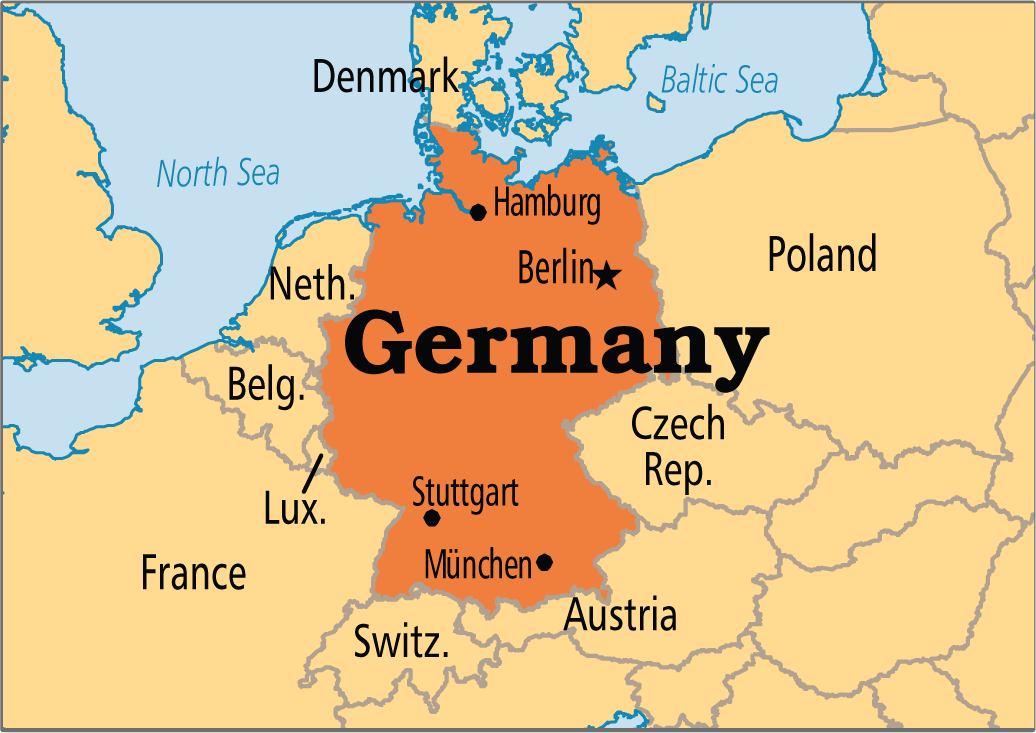 Denmark
Baltic Sea
North Sea
Hamburg
Poland
Berlin
Neth.
Germany
Belg.
Czech
Rep.
Lux.
Stuttgart
France
München
Austria
Switz.